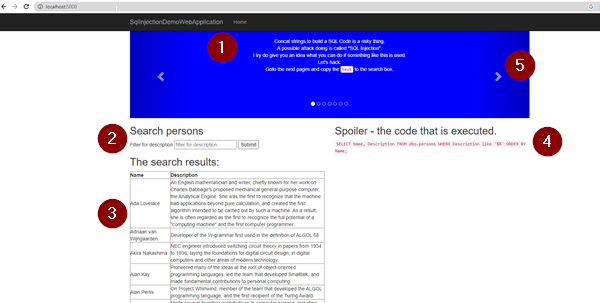 localhost:5000
SqlInjectionDemoWebApplication Home
Concat strings to build a SQL Code is a risky thing.
A possible attack doing is called "SQL Injection".
I try do give you an idea what you can do if something like this is used.
Let's hack.
Goto the next pages and copy the text to the search box.
1
5
2
Search persons
Filter for description filter for description Submit
Spoiler - the code that is executed.
SELECT Name, Description FROM dbo.persons WHERE Description like '%%' ORDER BY
Name;
4
The search results:
3
Name Description
Ada Lovelace
An English mathematician and writer, chiefly known for her work on
Charles Babbage's proposed mechanical general-purpose computer,
the Analytical Engine. She was the first to recognise that the machine
had applications beyond pure calculation, and created the first
algorithm intended to be carried out by such a machine. As a result,
she is often regarded as the first to recognize the full potential of a
"computing machine" and the first computer programmer.
Adriaan van
Wijngaarden
Developer of the W-grammar first used in the definition of ALGOL 68
Akira Nakashima
NEC engineer introduced switching circuit theory in papers from 1934
to 1936, laying the foundations for digital circuit design, in digital
computers and other areas of modern technology.
Alan Kay
Pioneered many of the ideas at the root of object-oriented
programming languages, led the team that developed Smalltalk, and
made fundamental contributions to personal computing.
Alan Perlis
On Project Whirlwind, member of the team that developed the ALGOL
programming language, and the first recipient of the Turing Award